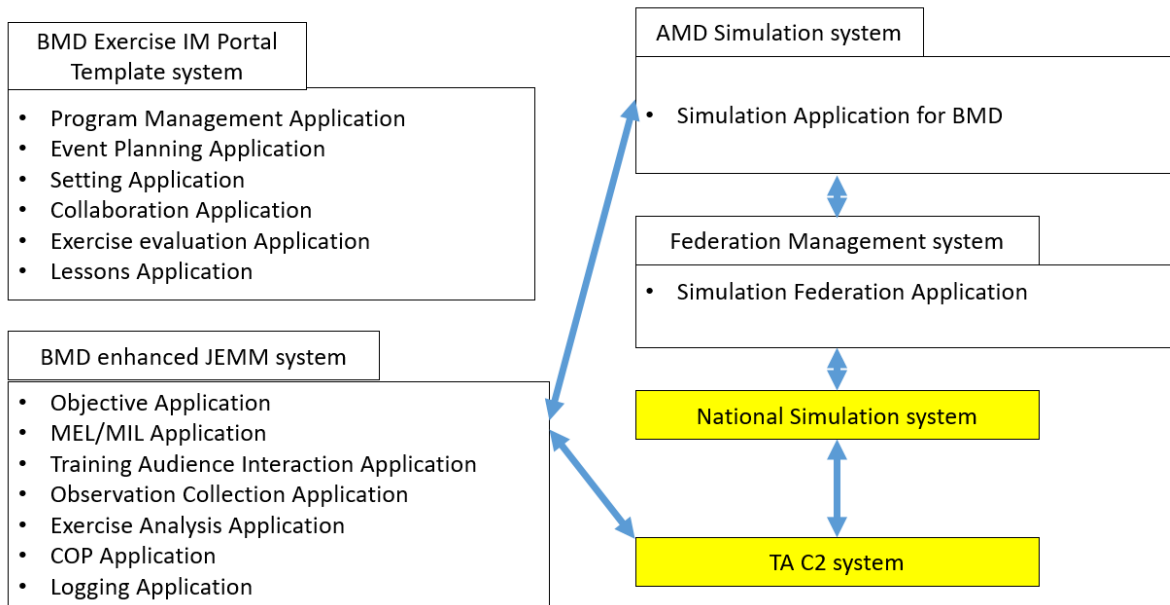 BMD Exercise IM Portal
Template system
• Program Management Application
• Event Planning Application
• Setting Application
• Collaboration Application
• Exercise evaluation Application
• Lessons Application
BMD enhanced JEMM system
• Objective Application
• MEL/MIL Application
• Training Audience Interaction Application
• Observation Collection Application
• Exercise Analysis Application
• COP Application
• Logging Application
AMD Simulation system
• Simulation Application for BMD
Federation Management system
• Simulation Federation Application
National Simulation system
TA C2 system